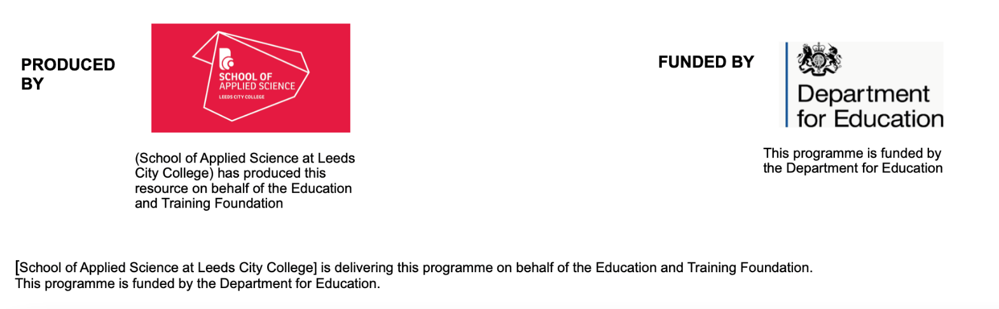 PRODUCED
BY
SCHOOL OF
APPLIED SCIENCE
LEEDS CITY COLLEGE
(School of Applied Science at Leeds
City College) has produced this
resource on behalf of the Education
and Training Foundation
FUNDED BY
Department
for Education
This programme is funded by
the Department for Education
[School of Applied Science at Leeds City College] is delivering this programme on behalf of the Education and Training Foundation.
This programme is funded by the Department for Education.